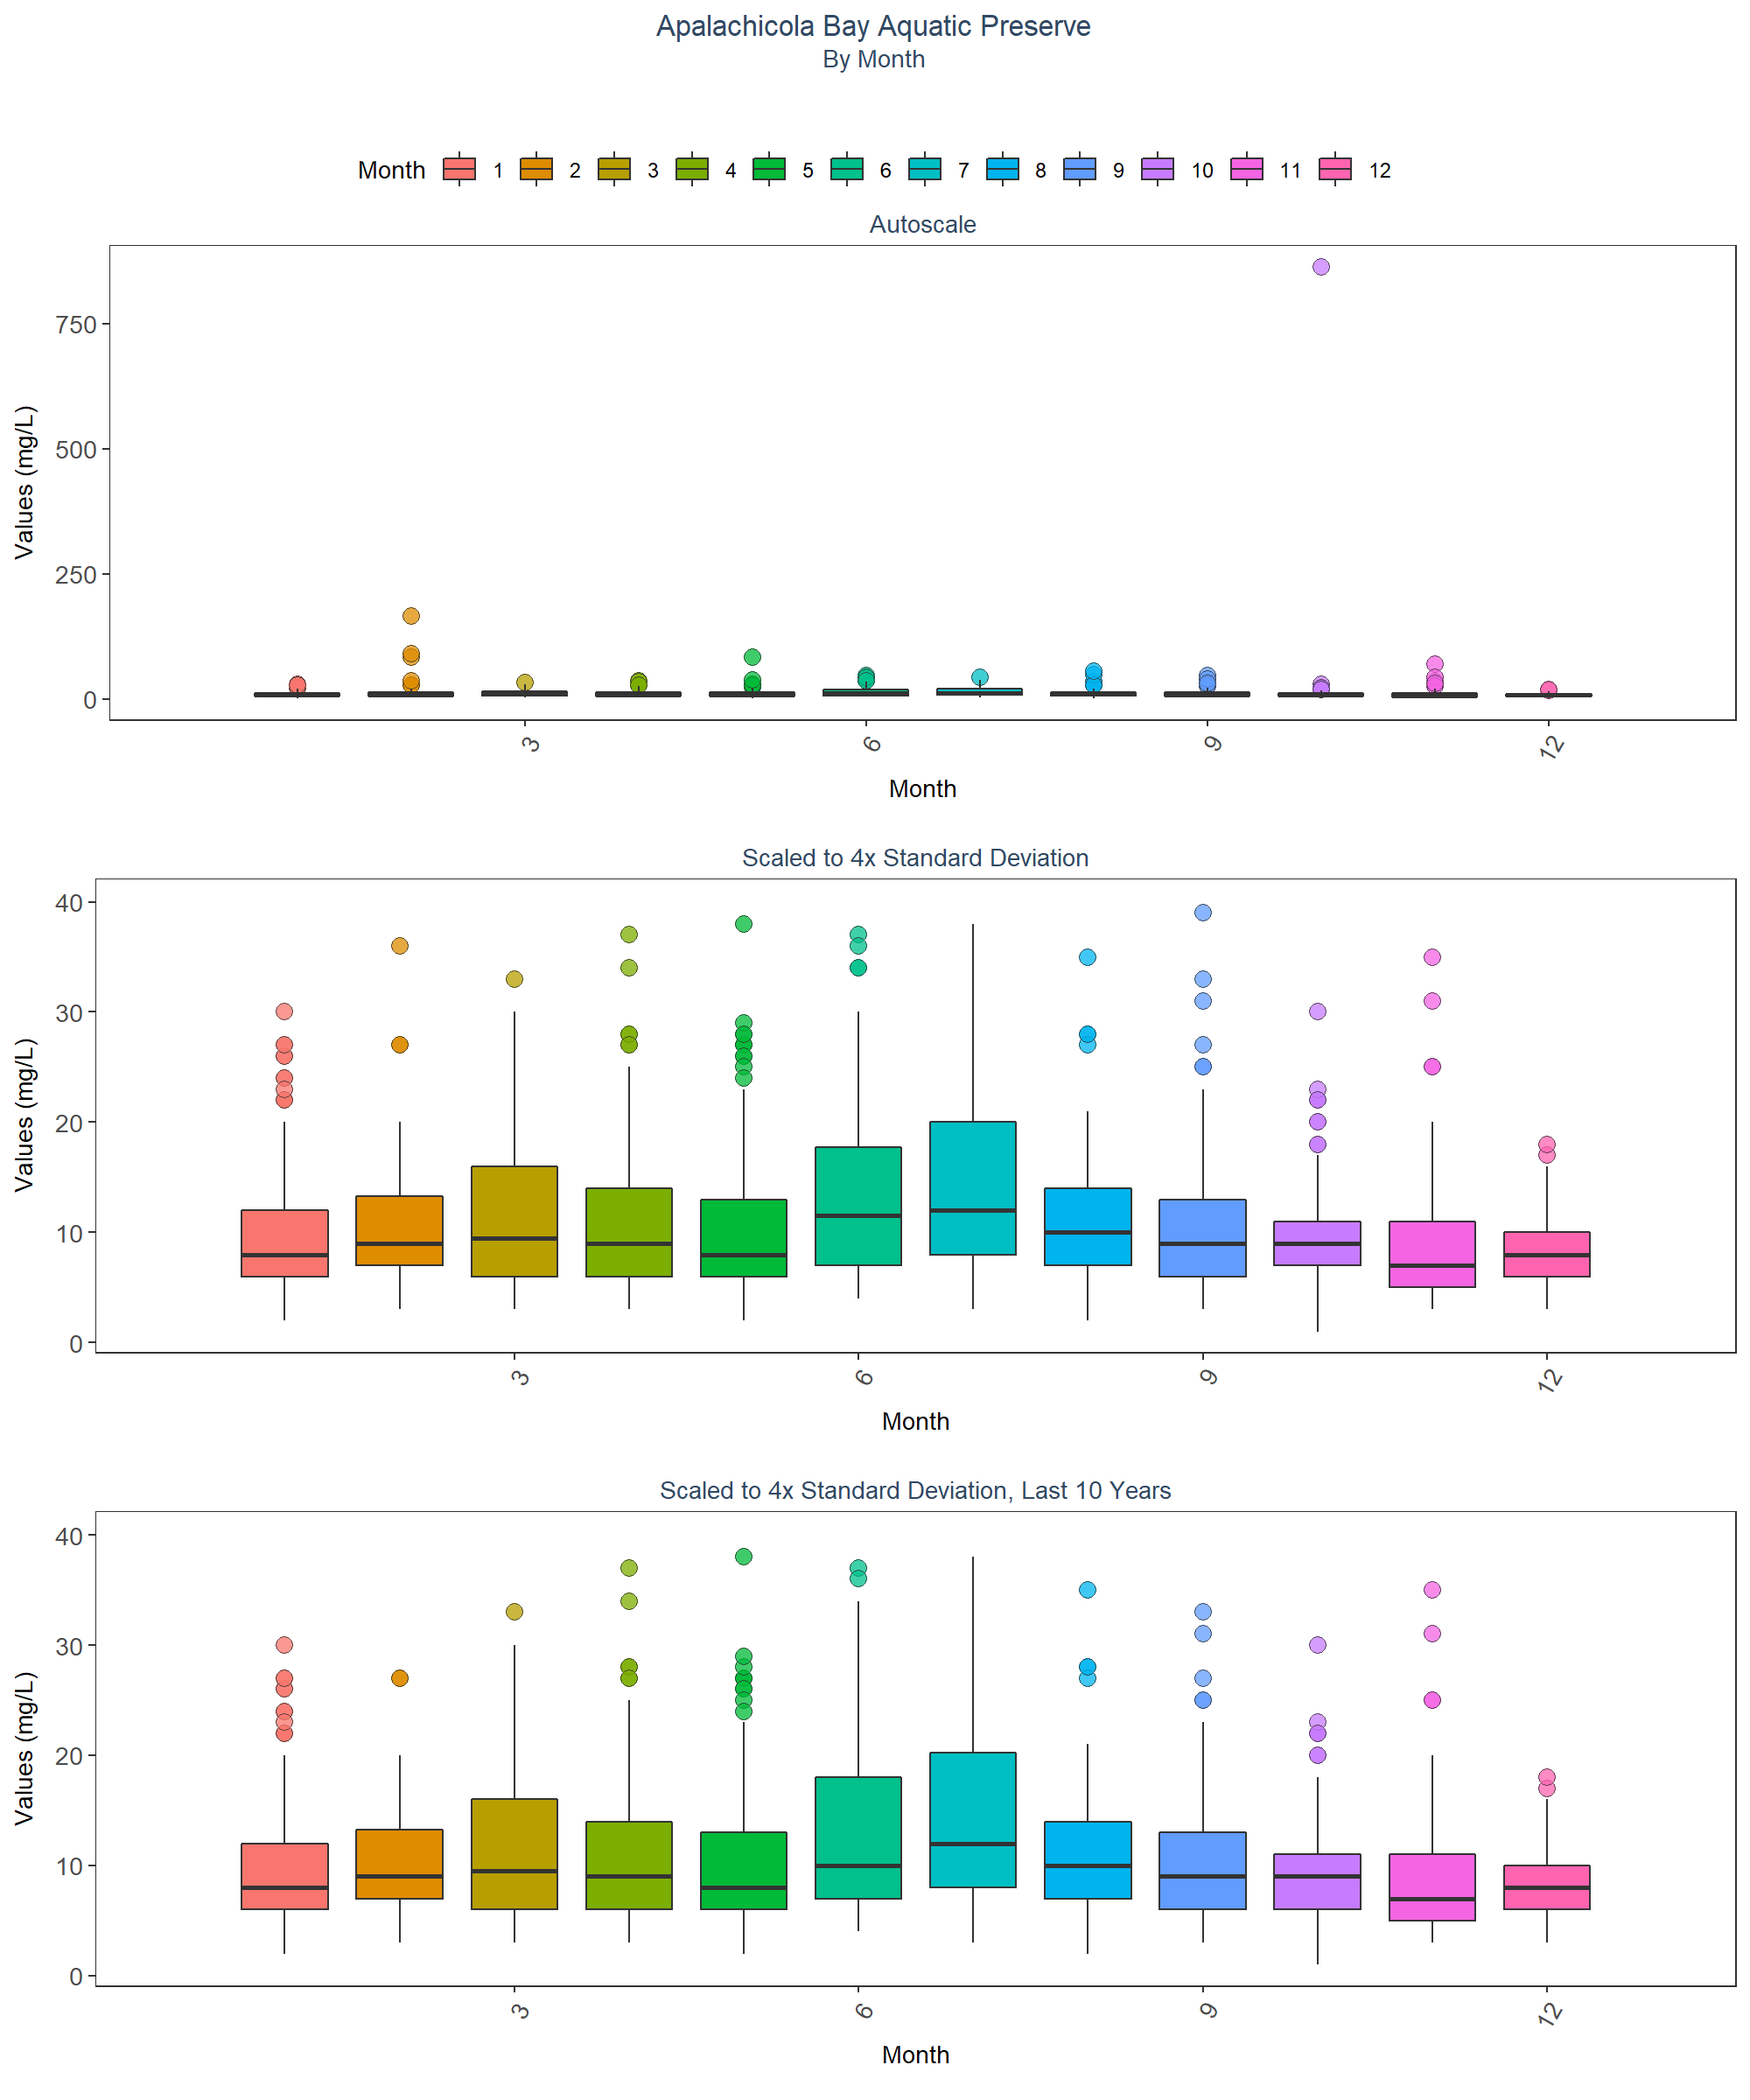 Apalachicola Bay Aquatic Preserve
By Month
Month 1 2 3 4 5 6 7 8 9 10 11 12
Autoscale
Values (mg/L)
750
500
250
0
3 6 9 12
Month
Scaled to 4x Standard Deviation
Values (mg/L)
40
30
20
10
0
3 6 9 12
Month
Scaled to 4x Standard Deviation, Last 10 Years
Values (mg/L)
40
30
20
10
0
3 6 9 12
Month